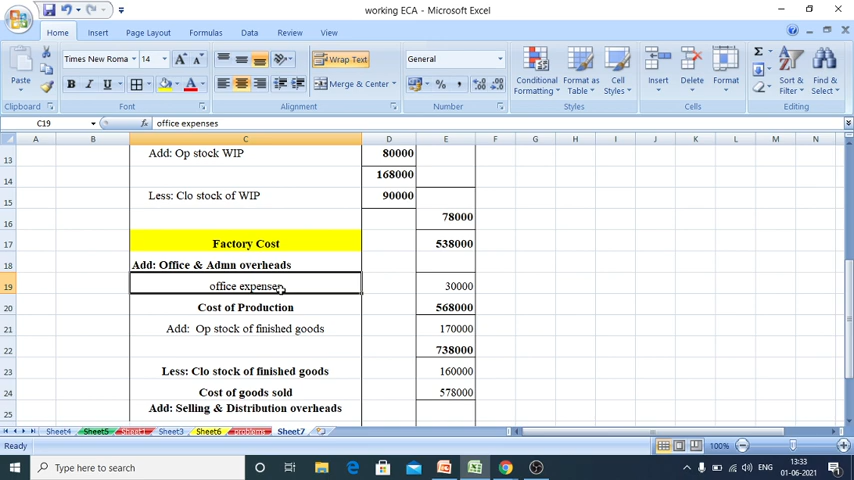 working ECA - Microsoft Excel
Home Insert Page Layout Formulas Data Review View
Times New Roma 14 A A Wrap Text General
Paste B I U A Merge & Center % , Conditional Formatting Format as Table Cell Styles Insert Delete Format Σ Sort & Filter Find & Select
Clipboard Font Alignment Number Styles Cells Editing
C19 fx office expenses
A B C D E F G H I J K L M N
13 Add: Op stock WIP 80000
14 168000
15 Less: Clo stock of WIP 90000
16 78000
17 Factory Cost 538000
18 Add: Office & Admn overheads
19 office expenses 30000
20 Cost of Production 568000
21 Add: Op stock of finished goods 170000
22 738000
23 Less: Clo stock of finished goods 160000
24 Cost of goods sold 578000
25 Add: Selling & Distribution overheads
Sheet4 Sheet5 Sheet1 Sheet3 Sheet6 problems Sheet7
Ready 100%
Type here to search ENG 13:33
01-06-2021